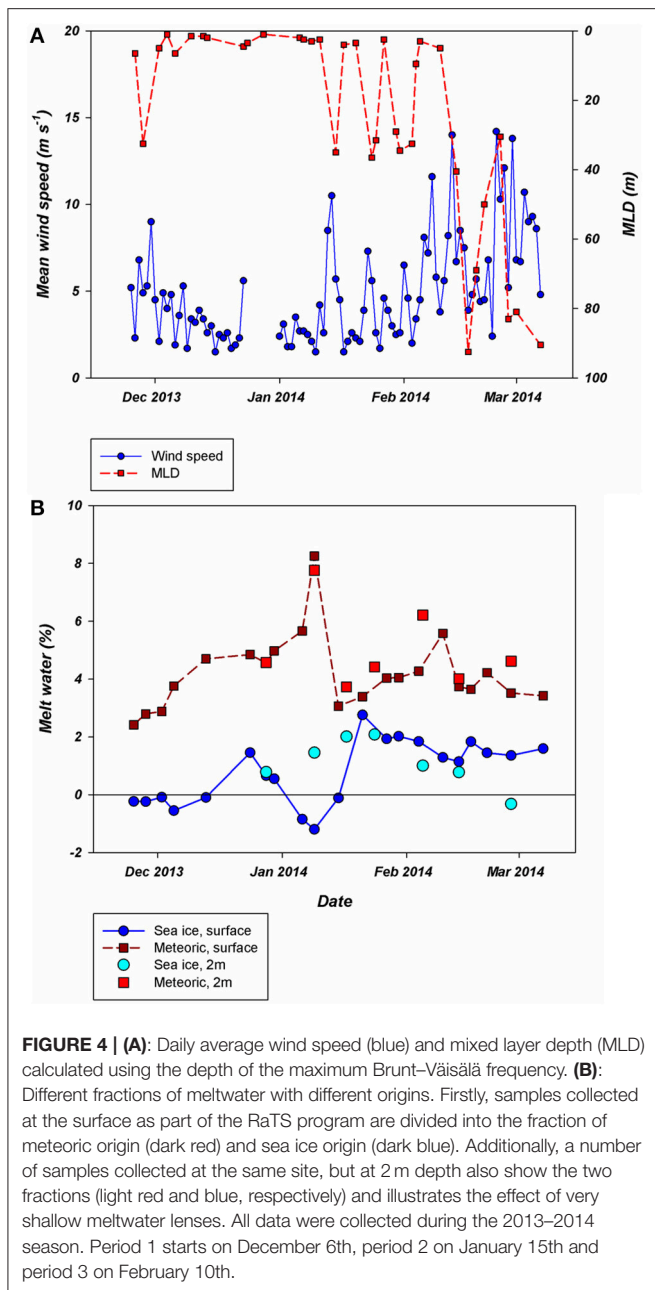 A
20
15
10
5
0
Mean wind speed (m s⁻¹)
0
20
40
60
80
100
MLD (m)
Dec 2013 Jan 2014 Feb 2014 Mar 2014
Wind speed
MLD
B
10
8
6
4
2
0
-2
Melt water (%)
Dec 2013 Jan 2014 Feb 2014 Mar 2014
Date
Sea ice, surface
Meteoric, surface
Sea ice, 2m
Meteoric, 2m
FIGURE 4 | (A): Daily average wind speed (blue) and mixed layer depth (MLD)
calculated using the depth of the maximum Brunt–Väisälä frequency. (B):
Different fractions of meltwater with different origins. Firstly, samples collected
at the surface as part of the RaTS program are divided into the fraction of
meteoric origin (dark red) and sea ice origin (dark blue). Additionally, a number
of samples collected at the same site, but at 2 m depth also show the two
fractions (light red and blue, respectively) and illustrates the effect of very
shallow meltwater lenses. All data were collected during the 2013–2014
season. Period 1 starts on December 6th, period 2 on January 15th and
period 3 on February 10th.